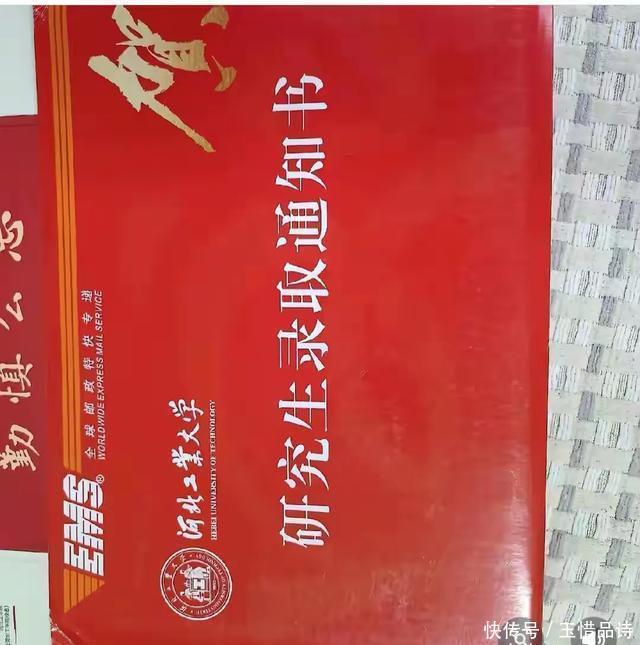 贺
EMS®
全球邮政特快专递
WORLDWIDE EXPRESS MAIL SERVICE
河北工业大学
HEBEI UNIVERSITY OF TECHNOLOGY
研究生录取通知书
勤慎公忠
快传号／玉惜品诗